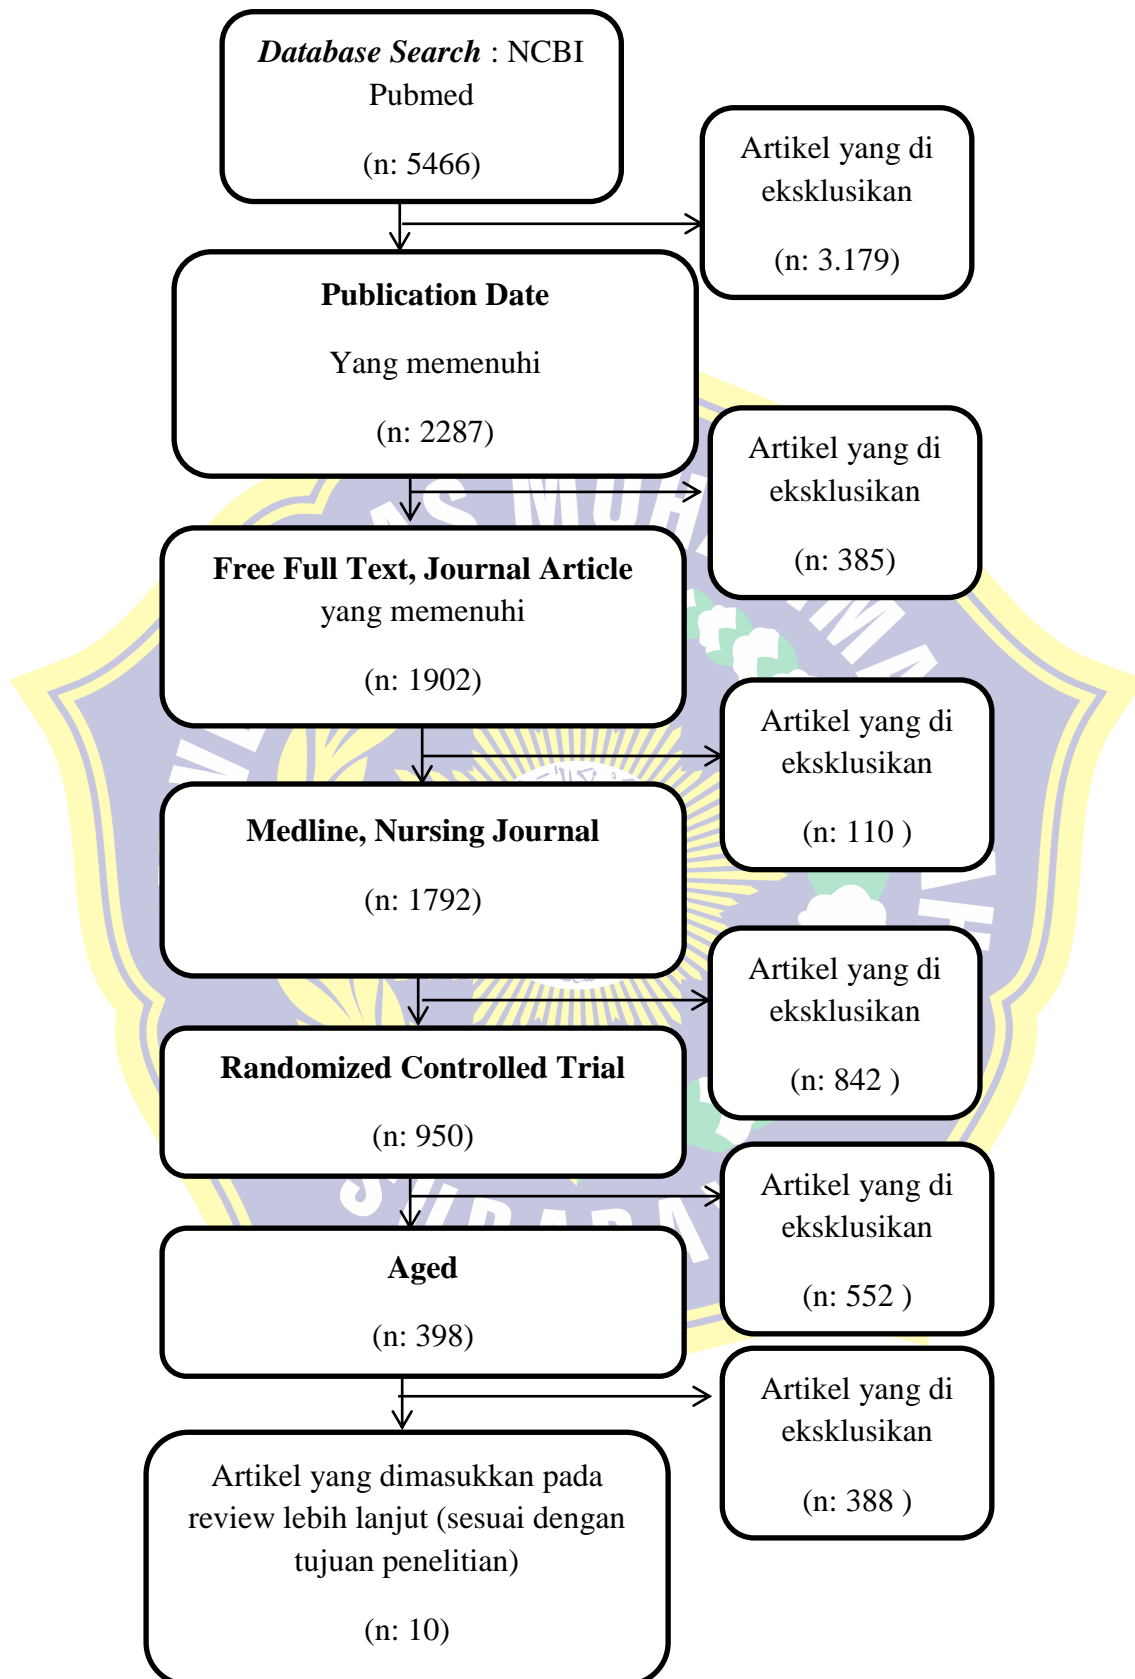 Database Search : NCBI
Pubmed
(n: 5466)
Artikel yang di
eksklusikan
(n: 3.179)
Publication Date
Yang memenuhi
(n: 2287)
Artikel yang di
eksklusikan
(n: 385)
Free Full Text, Journal Article
yang memenuhi
(n: 1902)
Artikel yang di
eksklusikan
(n: 110 )
Medline, Nursing Journal
(n: 1792)
Artikel yang di
eksklusikan
(n: 842 )
Randomized Controlled Trial
(n: 950)
Artikel yang di
eksklusikan
(n: 552 )
Aged
(n: 398)
Artikel yang di
eksklusikan
(n: 388 )
Artikel yang dimasukkan pada
review lebih lanjut (sesuai dengan
tujuan penelitian)
(n: 10)